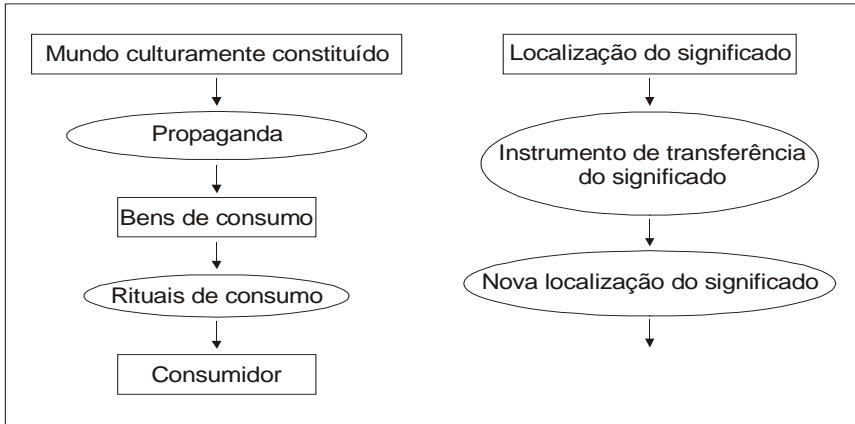 Mundo culturamente constituído
Propaganda
Bens de consumo
Rituais de consumo
Consumidor
Localização do significado
Instrumento de transferência
do significado
Nova localização do significado